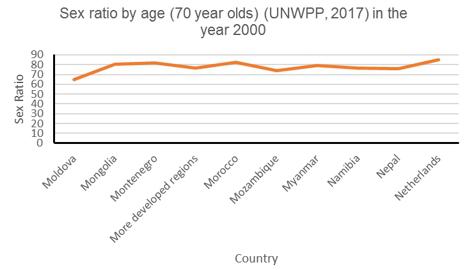 Sex ratio by age (70 year olds) (UNWPP, 2017) in the
year 2000
90
80
70
60
50
40
30
20
10
0
Sex Ratio
Moldova
Mongolia
Montenegro
More developed regions
Morocco
Mozambique
Myanmar
Namibia
Nepal
Netherlands
Country